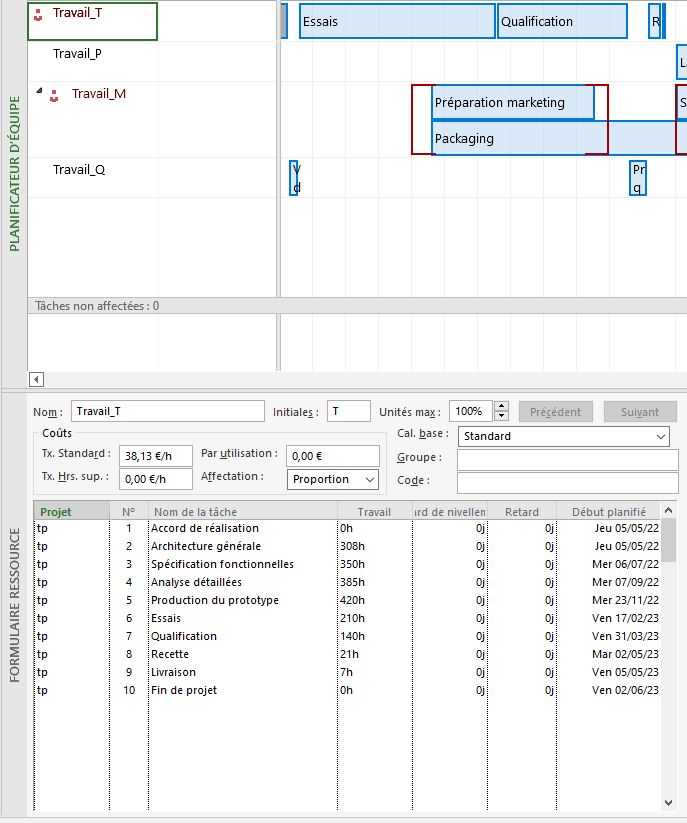 PLANIFICATEUR D'ÉQUIPE
Travail_T
Essais
Qualification
R
Travail_P
Travail_M
Préparation marketing
S
Packaging
Travail_Q
V
d
Pr
q
Tâches non affectées : 0
FORMULAIRE RESSOURCE
Nom : Travail_T Initiales : T Unités max : 100% Précédent Suivant
Coûts
Cal. base : Standard
Tx. Standard : 38,13 €/h Par utilisation : 0,00 €
Groupe :
Tx. Hrs. sup. : 0,00 €/h Affectation : Proportion
Code :
Projet N° Nom de la tâche Travail ard de nivellen Retard Début planifié
tp 1 Accord de réalisation 0h 0j 0j Jeu 05/05/22
tp 2 Architecture générale 308h 0j 0j Jeu 05/05/22
tp 3 Spécification fonctionnelles 350h 0j 0j Mer 06/07/22
tp 4 Analyse détaillées 385h 0j 0j Mer 07/09/22
tp 5 Production du prototype 420h 0j 0j Mer 23/11/22
tp 6 Essais 210h 0j 0j Ven 17/02/23
tp 7 Qualification 140h 0j 0j Ven 31/03/23
tp 8 Recette 21h 0j 0j Mar 02/05/23
tp 9 Livraison 7h 0j 0j Ven 05/05/23
tp 10 Fin de projet 0h 0j 0j Ven 02/06/23